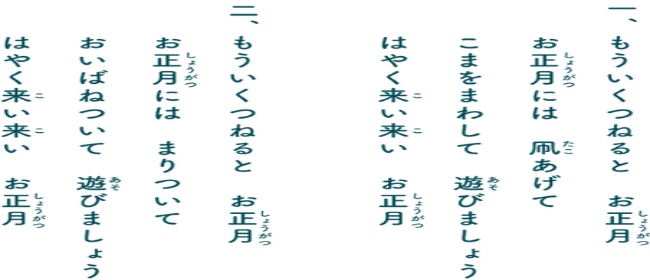 一、もういくつねると お正月
お正月には 凧あげて
こまをまわして 遊びましょう
はやく来い来い お正月
二、もういくつねると お正月
お正月には まりついて
おいばねついて 遊びましょう
はやく来い来い お正月